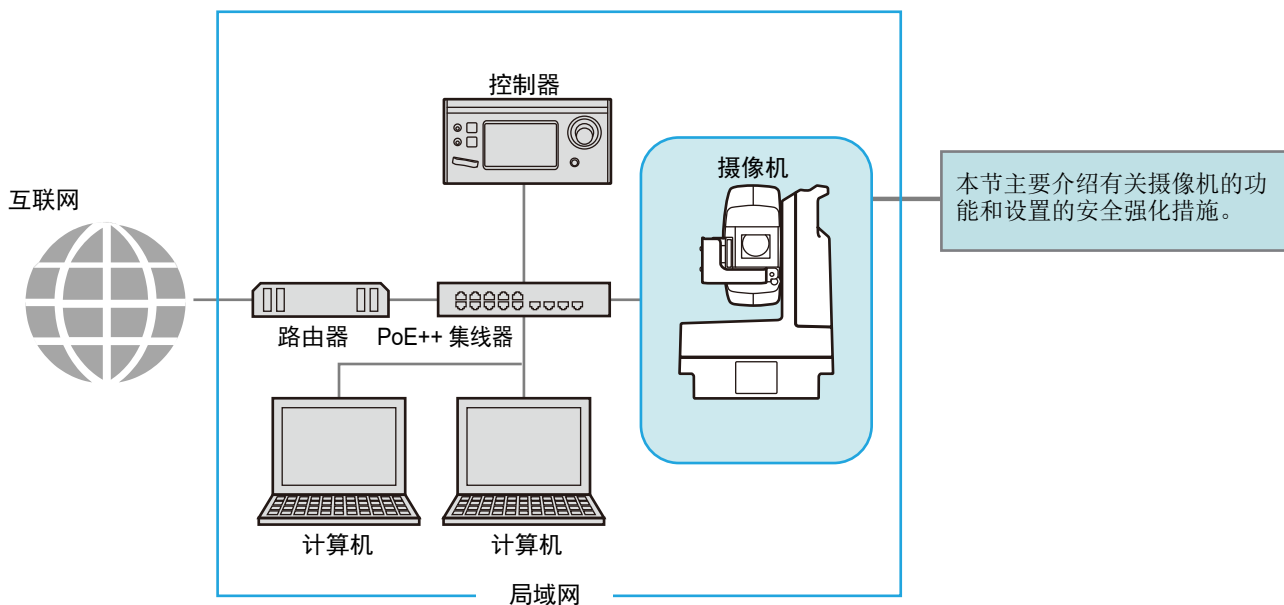 控制器
摄像机
本节主要介绍有关摄像机的功
能和设置的安全强化措施。
互联网
路由器
PoE++ 集线器
计算机
计算机
局域网